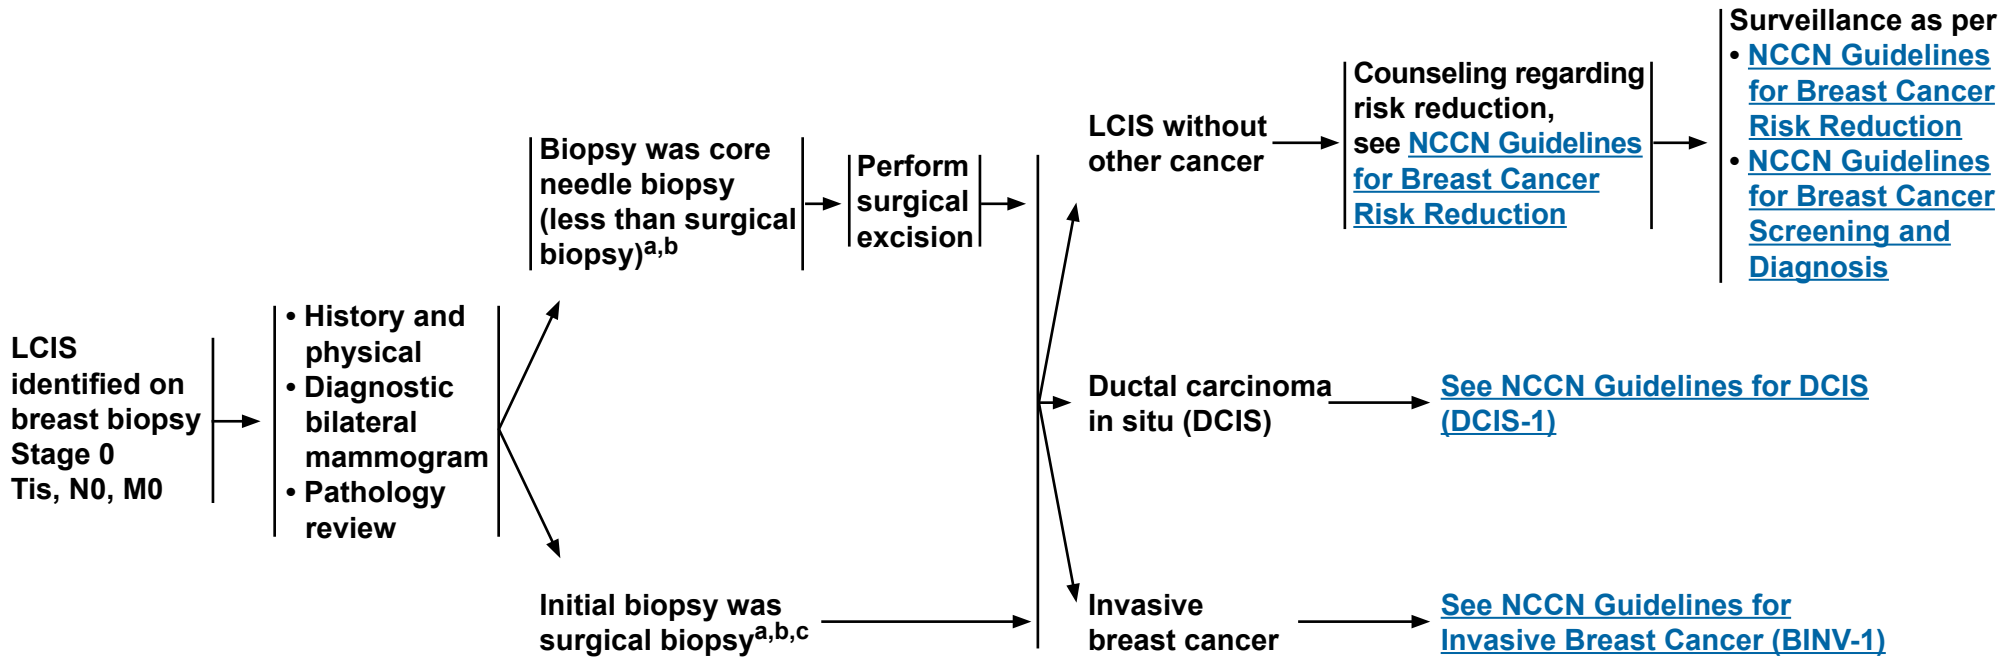 LCIS
identified on
breast biopsy
Stage 0
Tis, N0, M0
• History and
physical
• Diagnostic
bilateral
mammogram
• Pathology
review
Biopsy was core
needle biopsy
(less than surgical
biopsy)a,b
Perform
surgical
excision
Initial biopsy was
surgical biopsya,b,c
LCIS without
other cancer
Counseling regarding
risk reduction,
see NCCN Guidelines
for Breast Cancer
Risk Reduction
Surveillance as per
• NCCN Guidelines
for Breast Cancer
Risk Reduction
• NCCN Guidelines
for Breast Cancer
Screening and
Diagnosis
Ductal carcinoma
in situ (DCIS)
See NCCN Guidelines for DCIS
(DCIS-1)
Invasive
breast cancer
See NCCN Guidelines for
Invasive Breast Cancer (BINV-1)